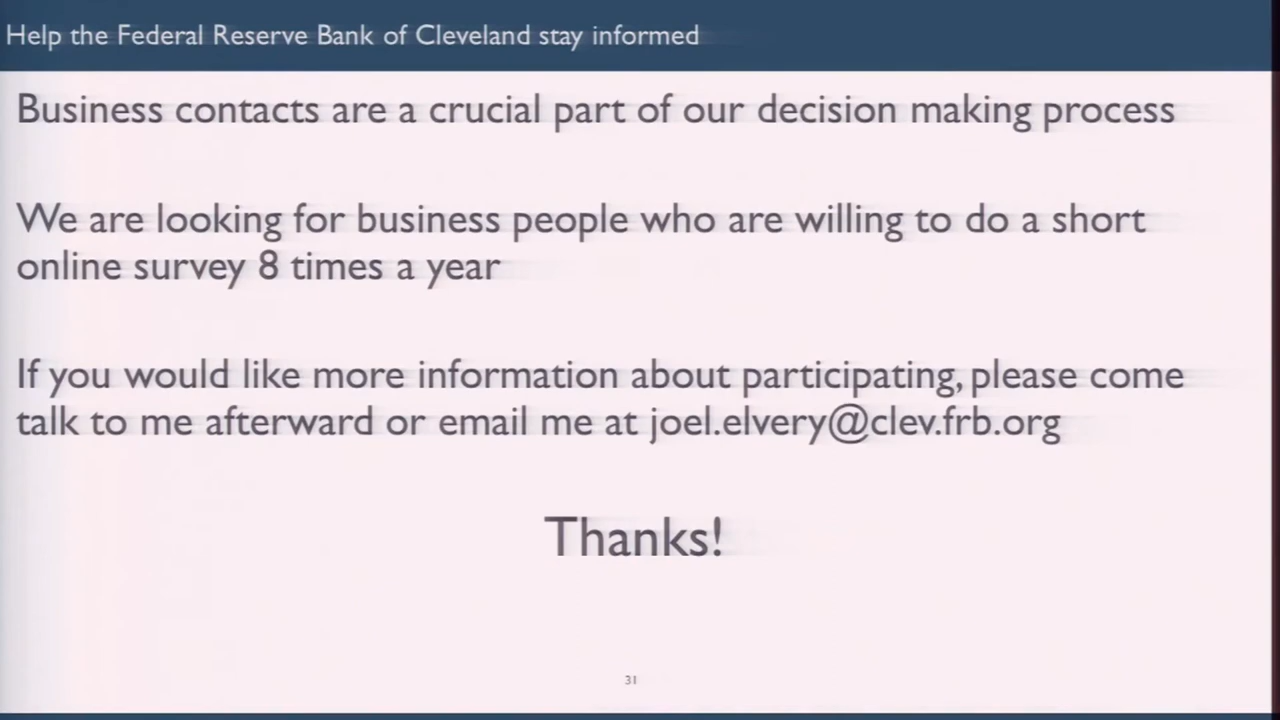 Help the Federal Reserve Bank of Cleveland stay informed
Business contacts are a crucial part of our decision making process
We are looking for business people who are willing to do a short
online survey 8 times a year
If you would like more information about participating, please come
talk to me afterward or email me at joel.elvery@clev.frb.org
Thanks!
31